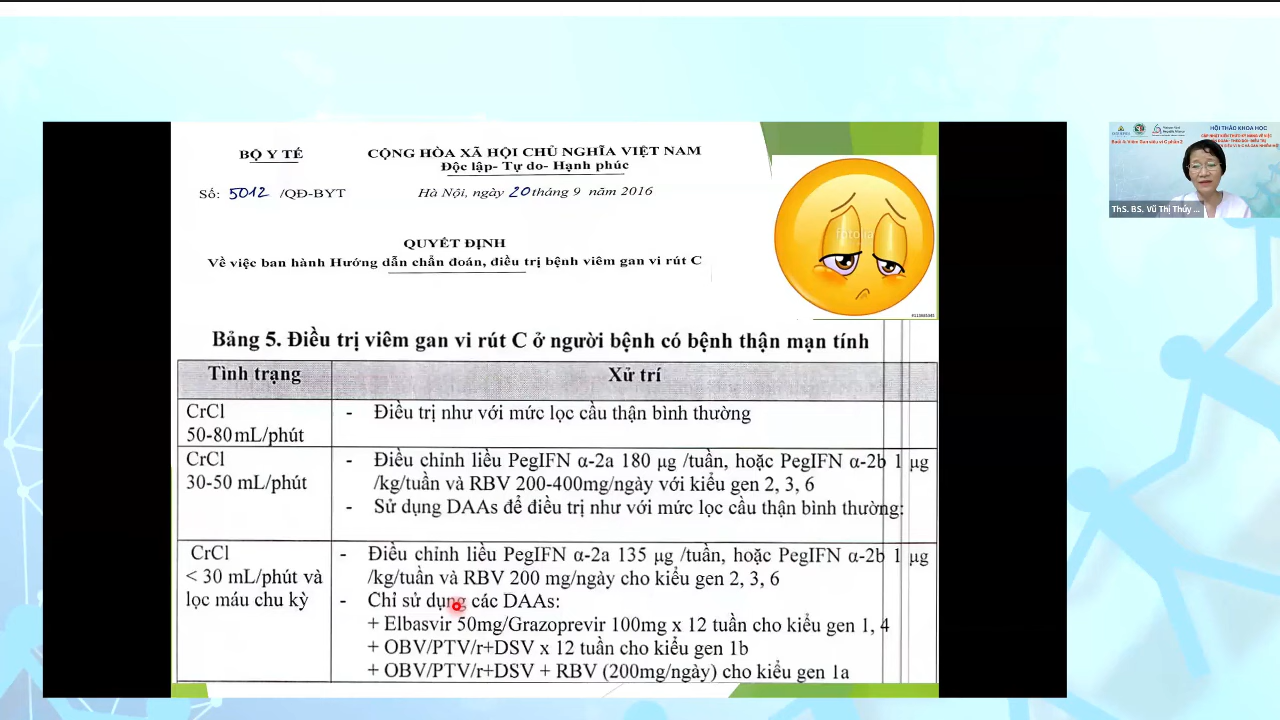 BỘ Y TẾ
CỘNG HÒA XÃ HỘI CHỦ NGHĨA VIỆT NAM
Độc lập- Tự do- Hạnh phúc
Số: 5012 /QĐ-BYT
Hà Nội, ngày 20 tháng 9 năm 2016
QUYẾT ĐỊNH
Về việc ban hành Hướng dẫn chẩn đoán, điều trị bệnh viêm gan vi rút C
fotolia
Bảng 5. Điều trị viêm gan vi rút C ở người bệnh có bệnh thận mạn tính
Tình trạng
Xử trí
CrCl
50-80 mL/phút
- Điều trị như với mức lọc cầu thận bình thường
CrCl
30-50 mL/phút
- Điều chỉnh liều PegIFN α-2a 180 µg /tuần, hoặc PegIFN α-2b 1 µg
/kg/tuần và RBV 200-400mg/ngày với kiểu gen 2, 3, 6
- Sử dụng DAAs để điều trị như với mức lọc cầu thận bình thường:
CrCl
< 30 mL/phút và
lọc máu chu kỳ
- Điều chỉnh liều PegIFN α-2a 135 µg /tuần, hoặc PegIFN α-2b 1 µg
/kg/tuần và RBV 200 mg/ngày cho kiểu gen 2, 3, 6
- Chỉ sử dụng các DAAs:
+ Elbasvir 50mg/Grazoprevir 100mg x 12 tuần cho kiểu gen 1, 4
+ OBV/PTV/r+DSV x 12 tuần cho kiểu gen 1b
+ OBV/PTV/r+DSV + RBV (200mg/ngày) cho kiểu gen 1a
HỘI THẢO KHOA HỌC
ThS. BS. Vũ Thị Thúy ...